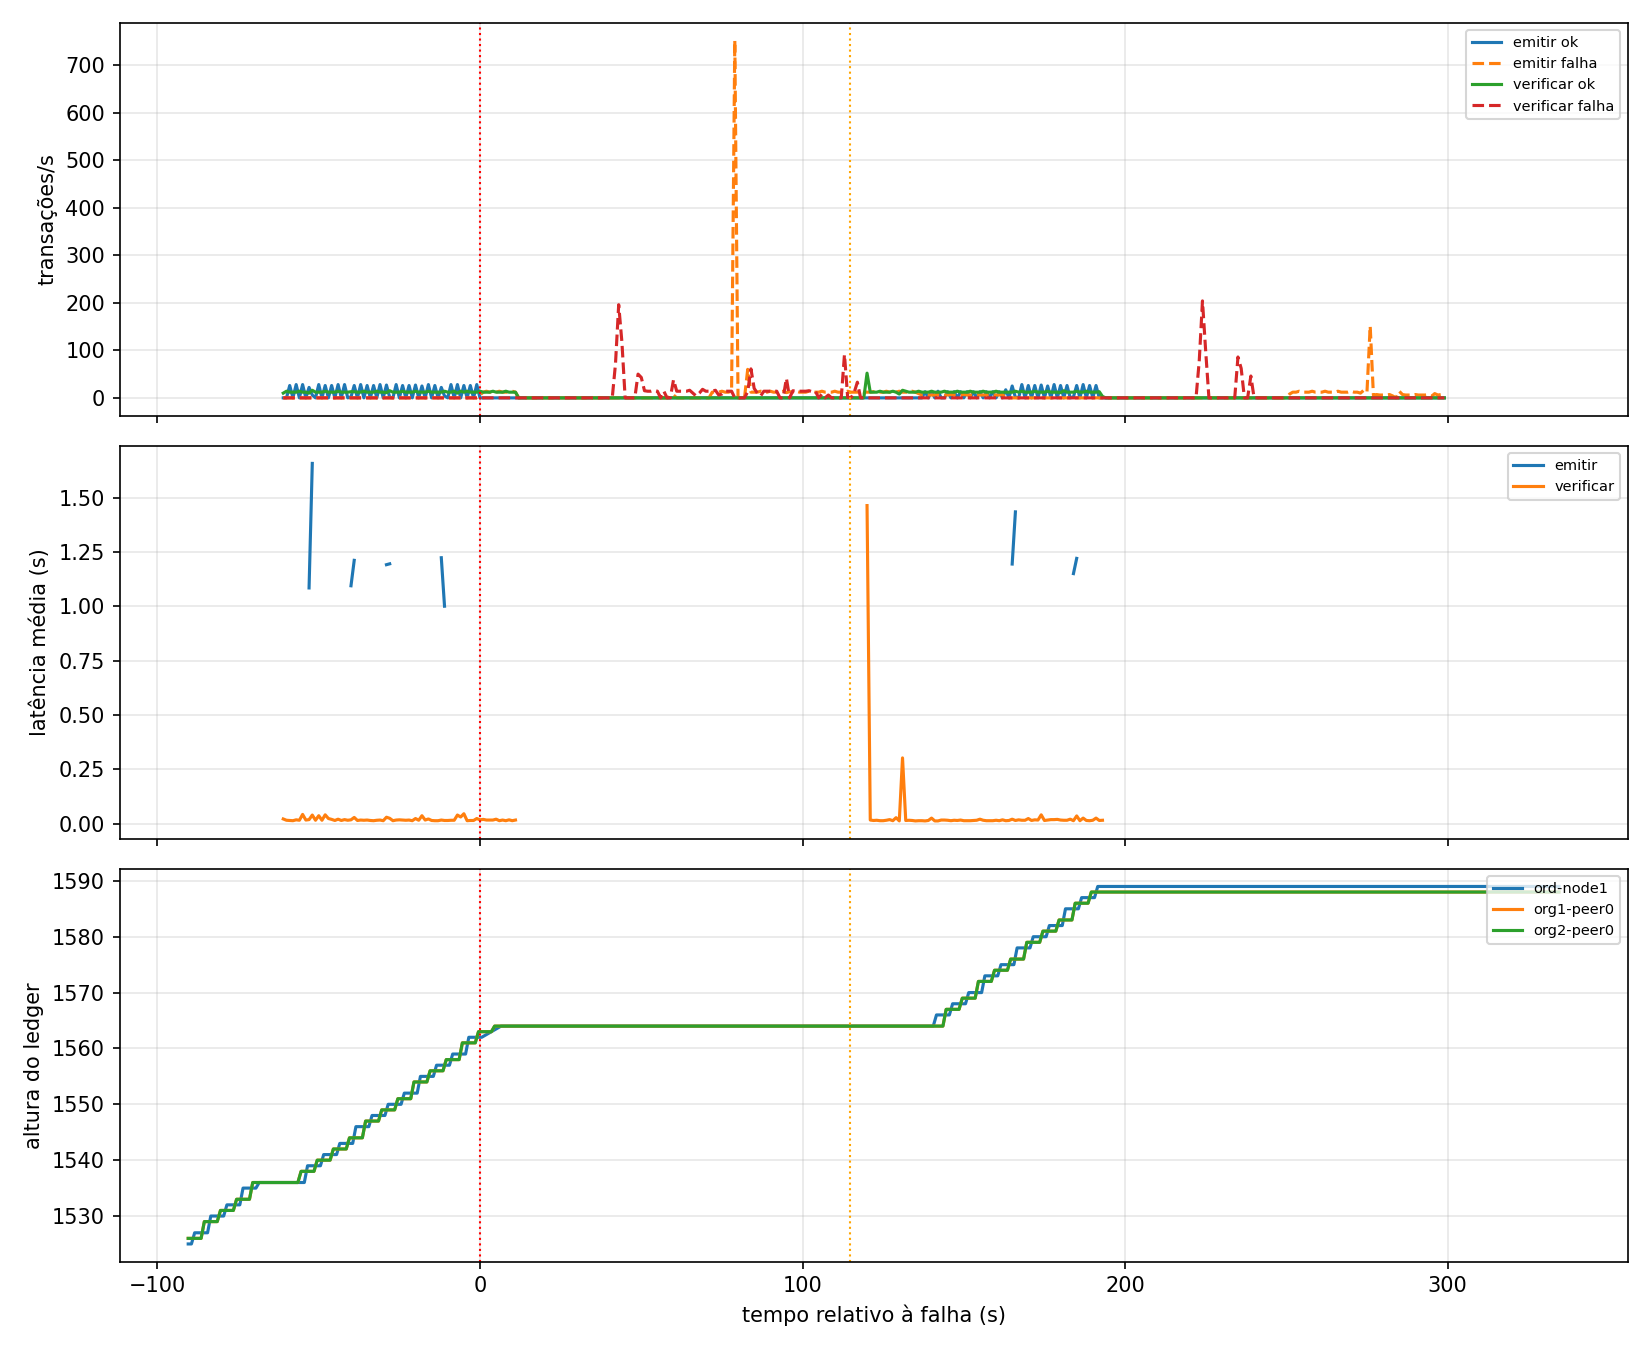 transações/s
700
600
500
400
300
200
100
0
emitir ok
emitir falha
verificar ok
verificar falha
latência média (s)
1.50
1.25
1.00
0.75
0.50
0.25
0.00
emitir
verificar
altura do ledger
1590
1580
1570
1560
1550
1540
1530
ord-node1
org1-peer0
org2-peer0
−100
0
100
200
300
tempo relativo à falha (s)